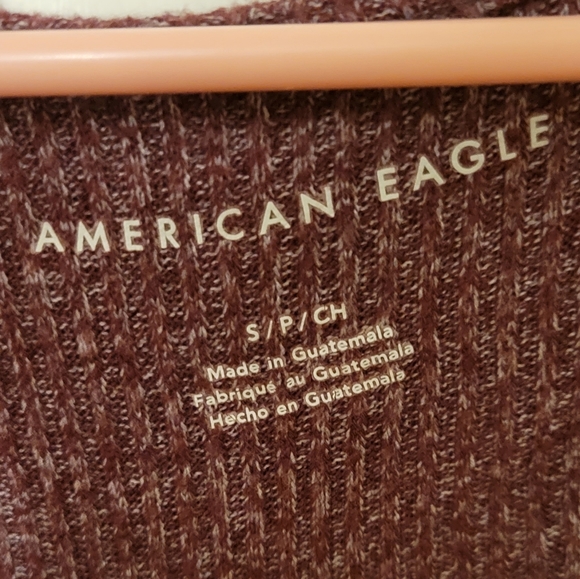 AMERICAN EAGLE
S/P/CH
Made in Guatemala
Fabriqué au Guatemala
Hecho en Guatemala